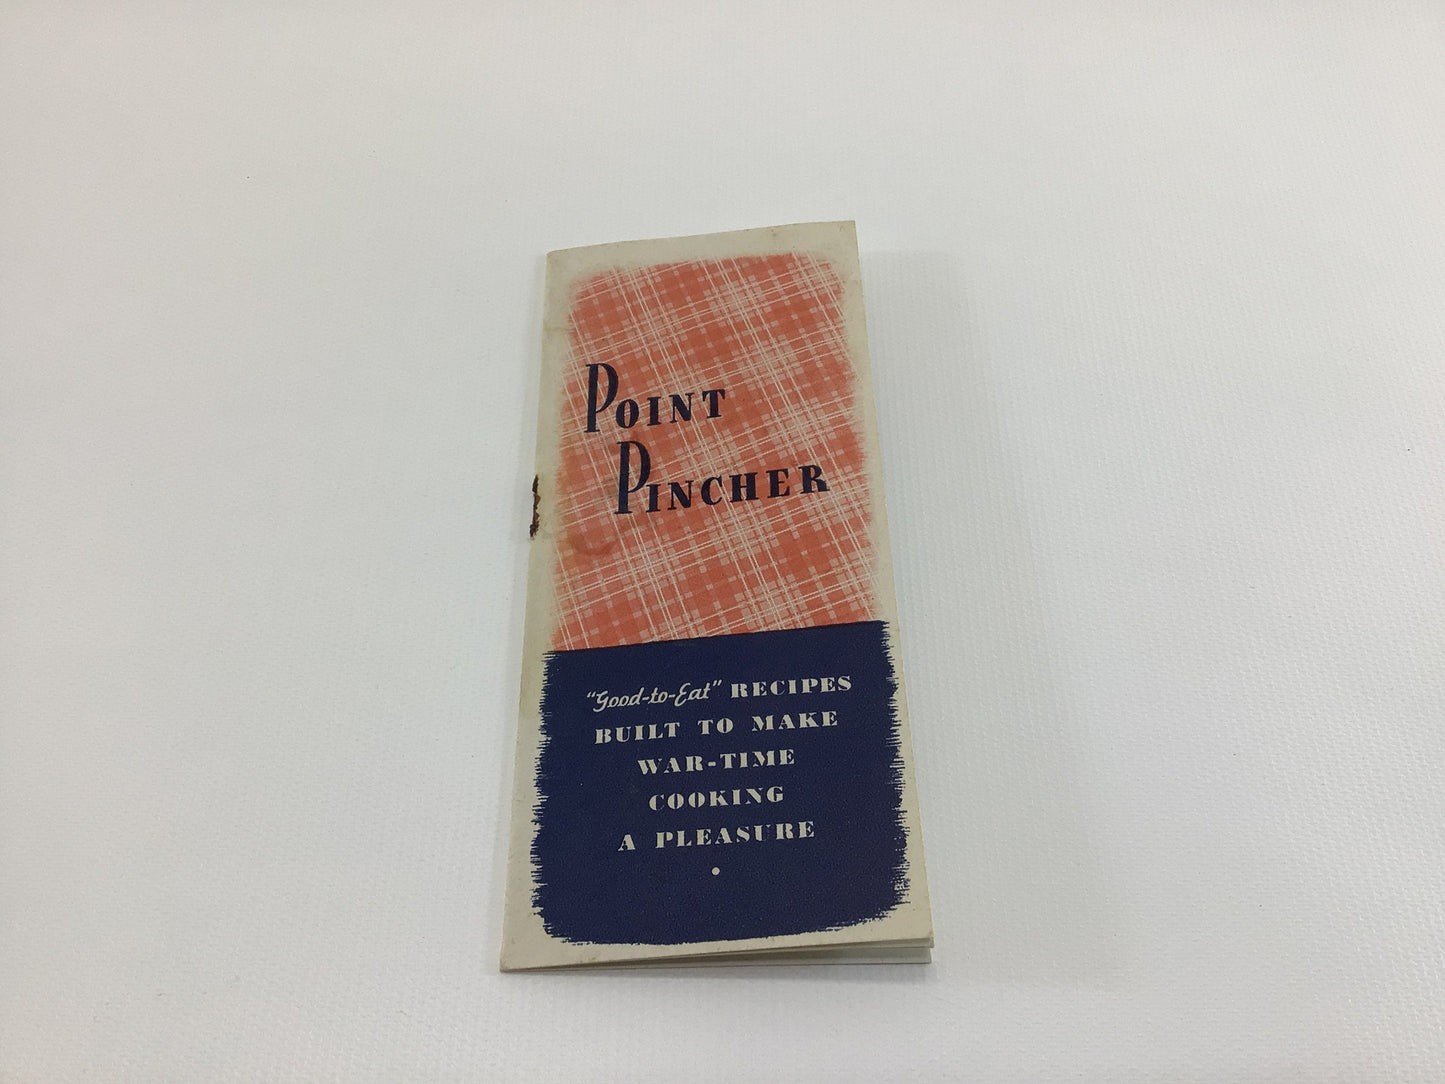 POINT
PINCHER
"Good-to-Eat" RECIPES
BUILT TO MAKE
WAR-TIME
COOKING
A PLEASURE